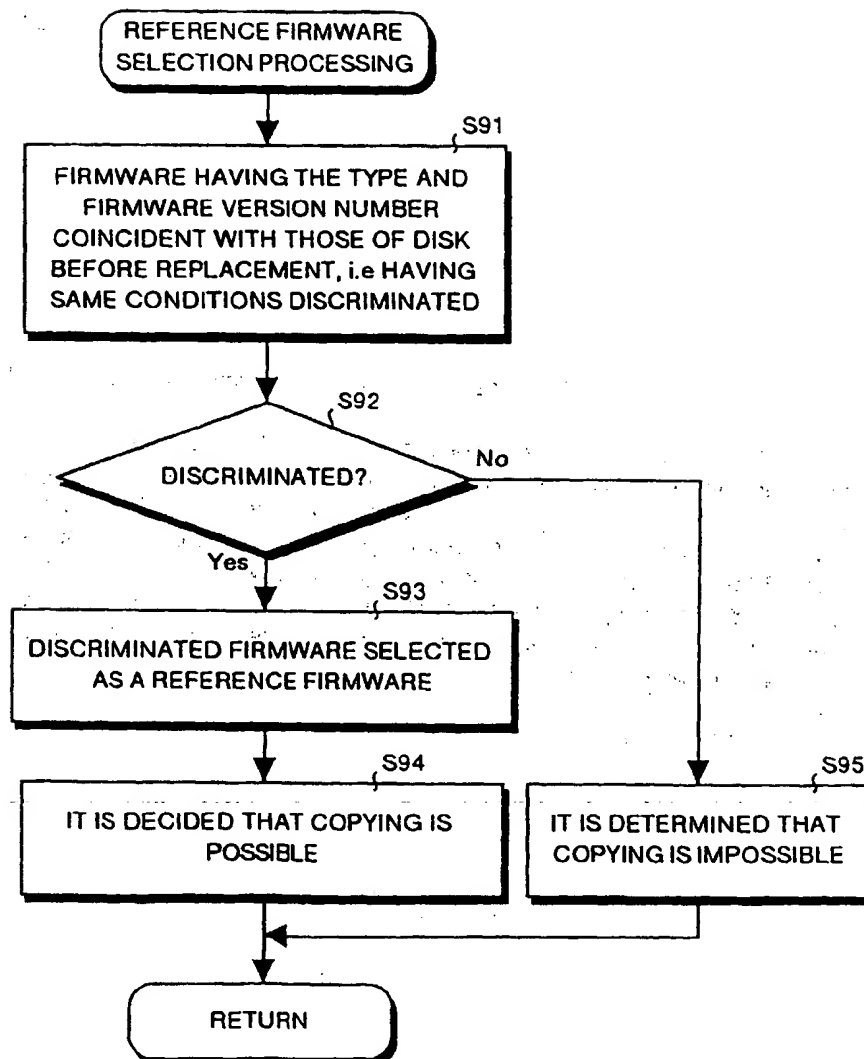 REFERENCE FIRMWARE
SELECTION PROCESSING
S91
FIRMWARE HAVING THE TYPE AND
FIRMWARE VERSION NUMBER
COINCIDENT WITH THOSE OF DISK
BEFORE REPLACEMENT, i.e HAVING
SAME CONDITIONS DISCRIMINATED
S92
DISCRIMINATED?
No
Yes
S93
DISCRIMINATED FIRMWARE SELECTED
AS A REFERENCE FIRMWARE
S94
IT IS DECIDED THAT COPYING IS
POSSIBLE
S95
IT IS DETERMINED THAT
COPYING IS IMPOSSIBLE
RETURN